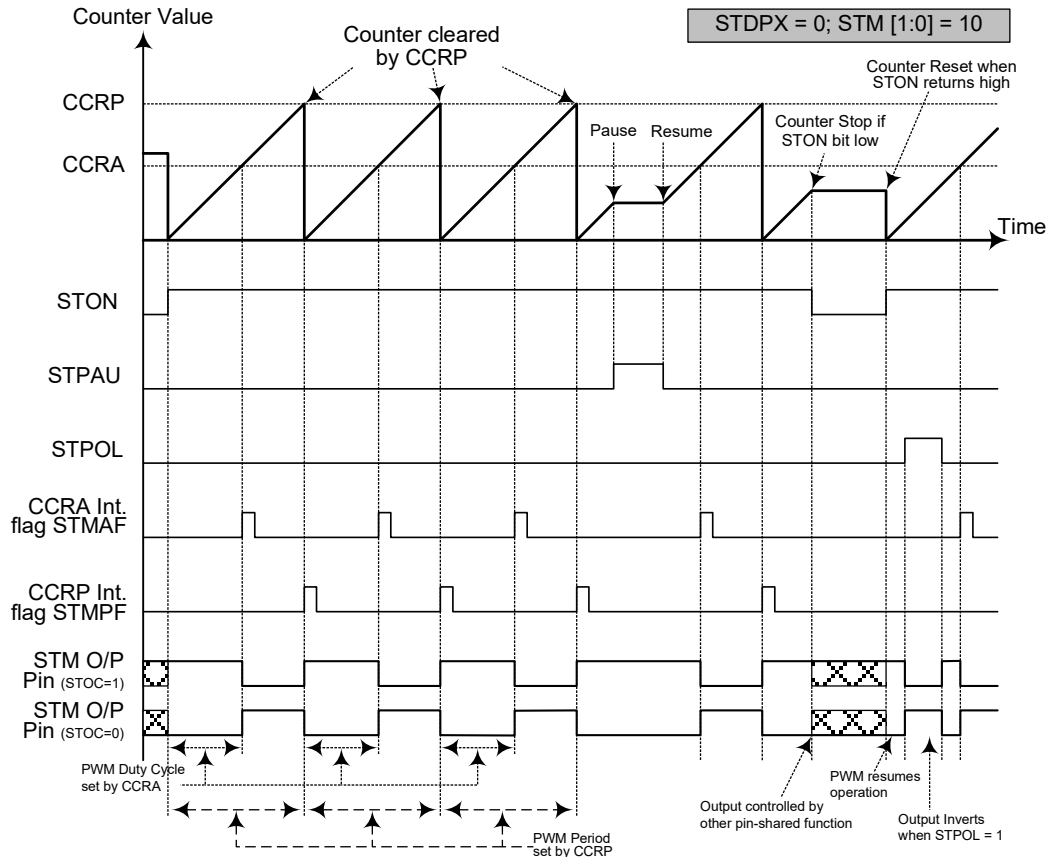 Counter Value
STDPX = 0; STM [1:0] = 10
Counter cleared
by CCRP
Counter Reset when
STON returns high
CCRP
Pause
Resume
Counter Stop if
STON bit low
CCRA
Time
STON
STPAU
STPOL
CCRA Int.
flag STMAF
CCRP Int.
flag STMPF
STM O/P
Pin (STOC=1)
STM O/P
Pin (STOC=0)
PWM Duty Cycle
set by CCRA
PWM resumes
operation
Output controlled by
other pin-shared function
Output Inverts
when STPOL = 1
PWM Period
set by CCRP